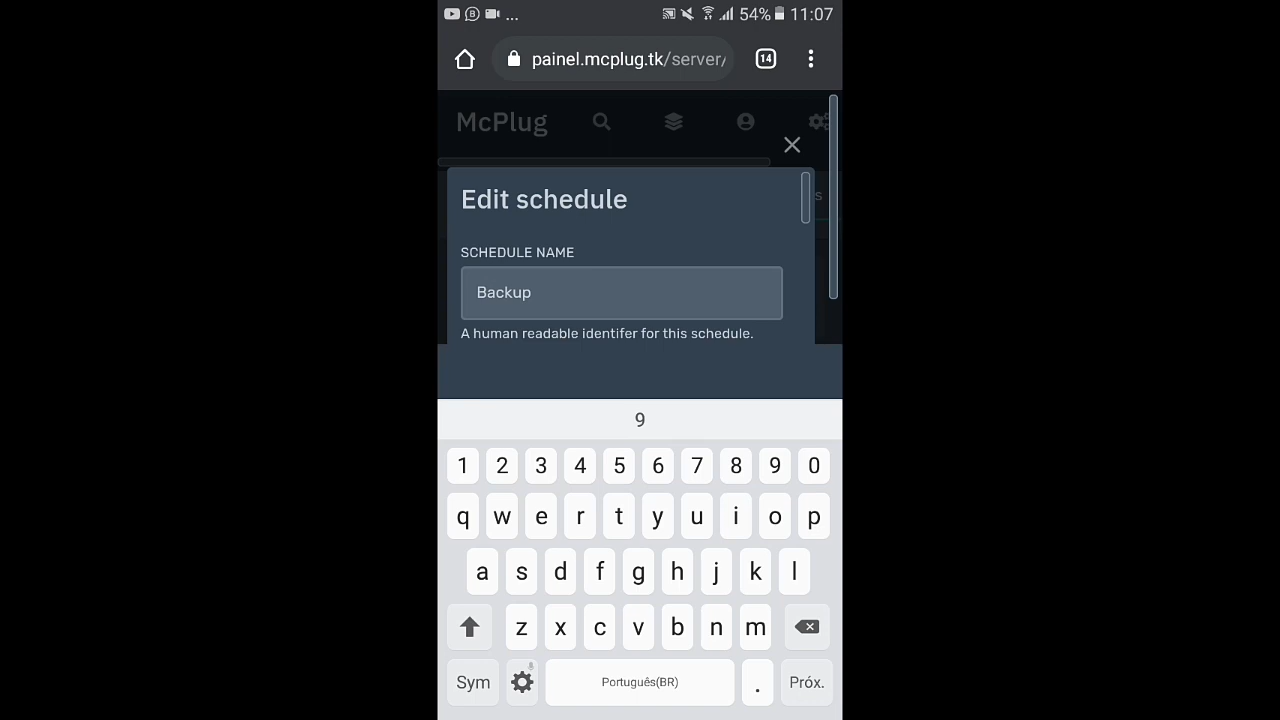 ... 54% 11:07
painel.mcplug.tk/server/ 14
McPlug
s
Edit schedule
SCHEDULE NAME
Backup
A human readable identifer for this schedule.
9
1 2 3 4 5 6 7 8 9 0
q w e r t y u i o p
a s d f g h j k l
z x c v b n m
Sym Português(BR) . Próx.